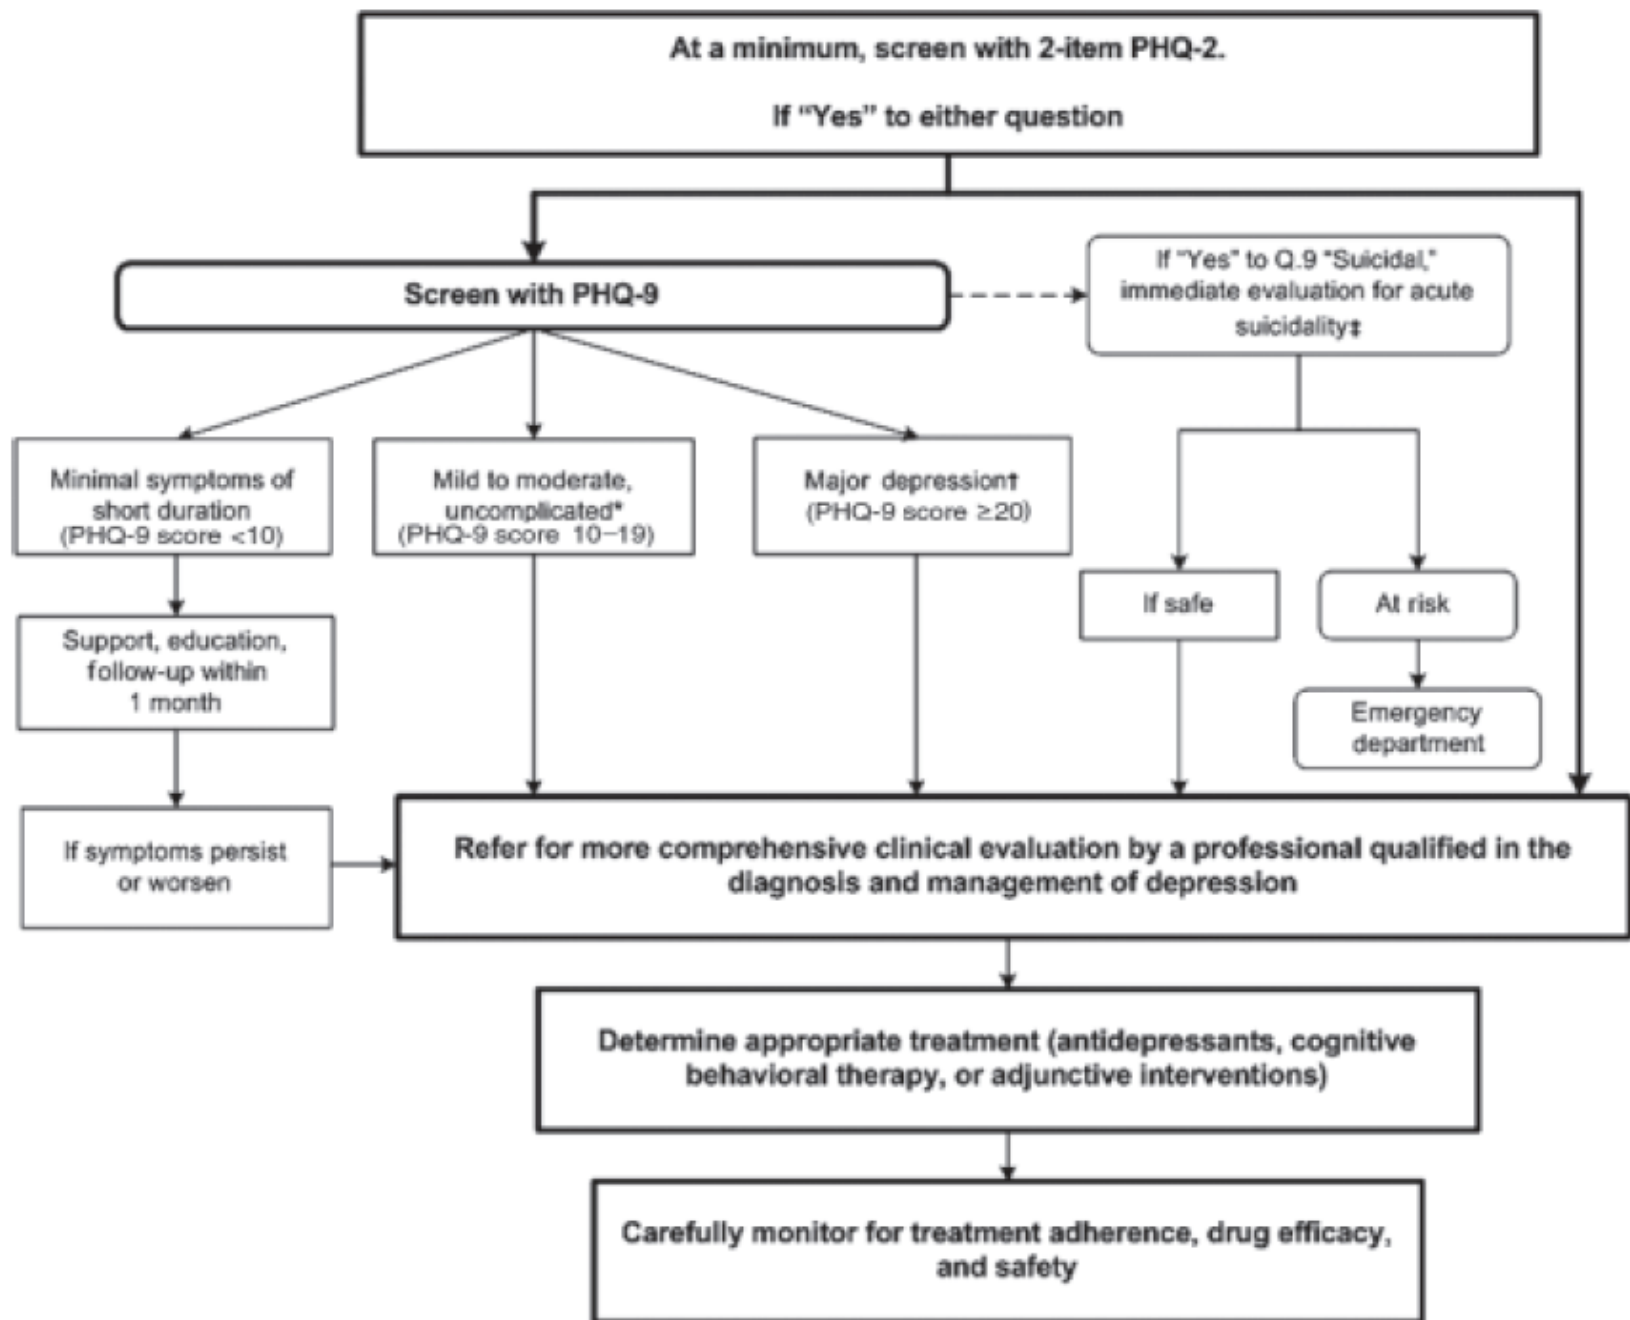 At a minimum, screen with 2-item PHQ-2.
If “Yes” to either question
Screen with PHQ-9
If “Yes” to Q.9 “Suicidal,”
immediate evaluation for acute
suicidality‡
Minimal symptoms of
short duration
(PHQ-9 score <10)
Mild to moderate,
uncomplicated*
(PHQ-9 score 10–19)
Major depression†
(PHQ-9 score ≥20)
If safe
At risk
Support, education,
follow-up within
1 month
Emergency
department
If symptoms persist
or worsen
Refer for more comprehensive clinical evaluation by a professional qualified in the
diagnosis and management of depression
Determine appropriate treatment (antidepressants, cognitive
behavioral therapy, or adjunctive interventions)
Carefully monitor for treatment adherence, drug efficacy,
and safety